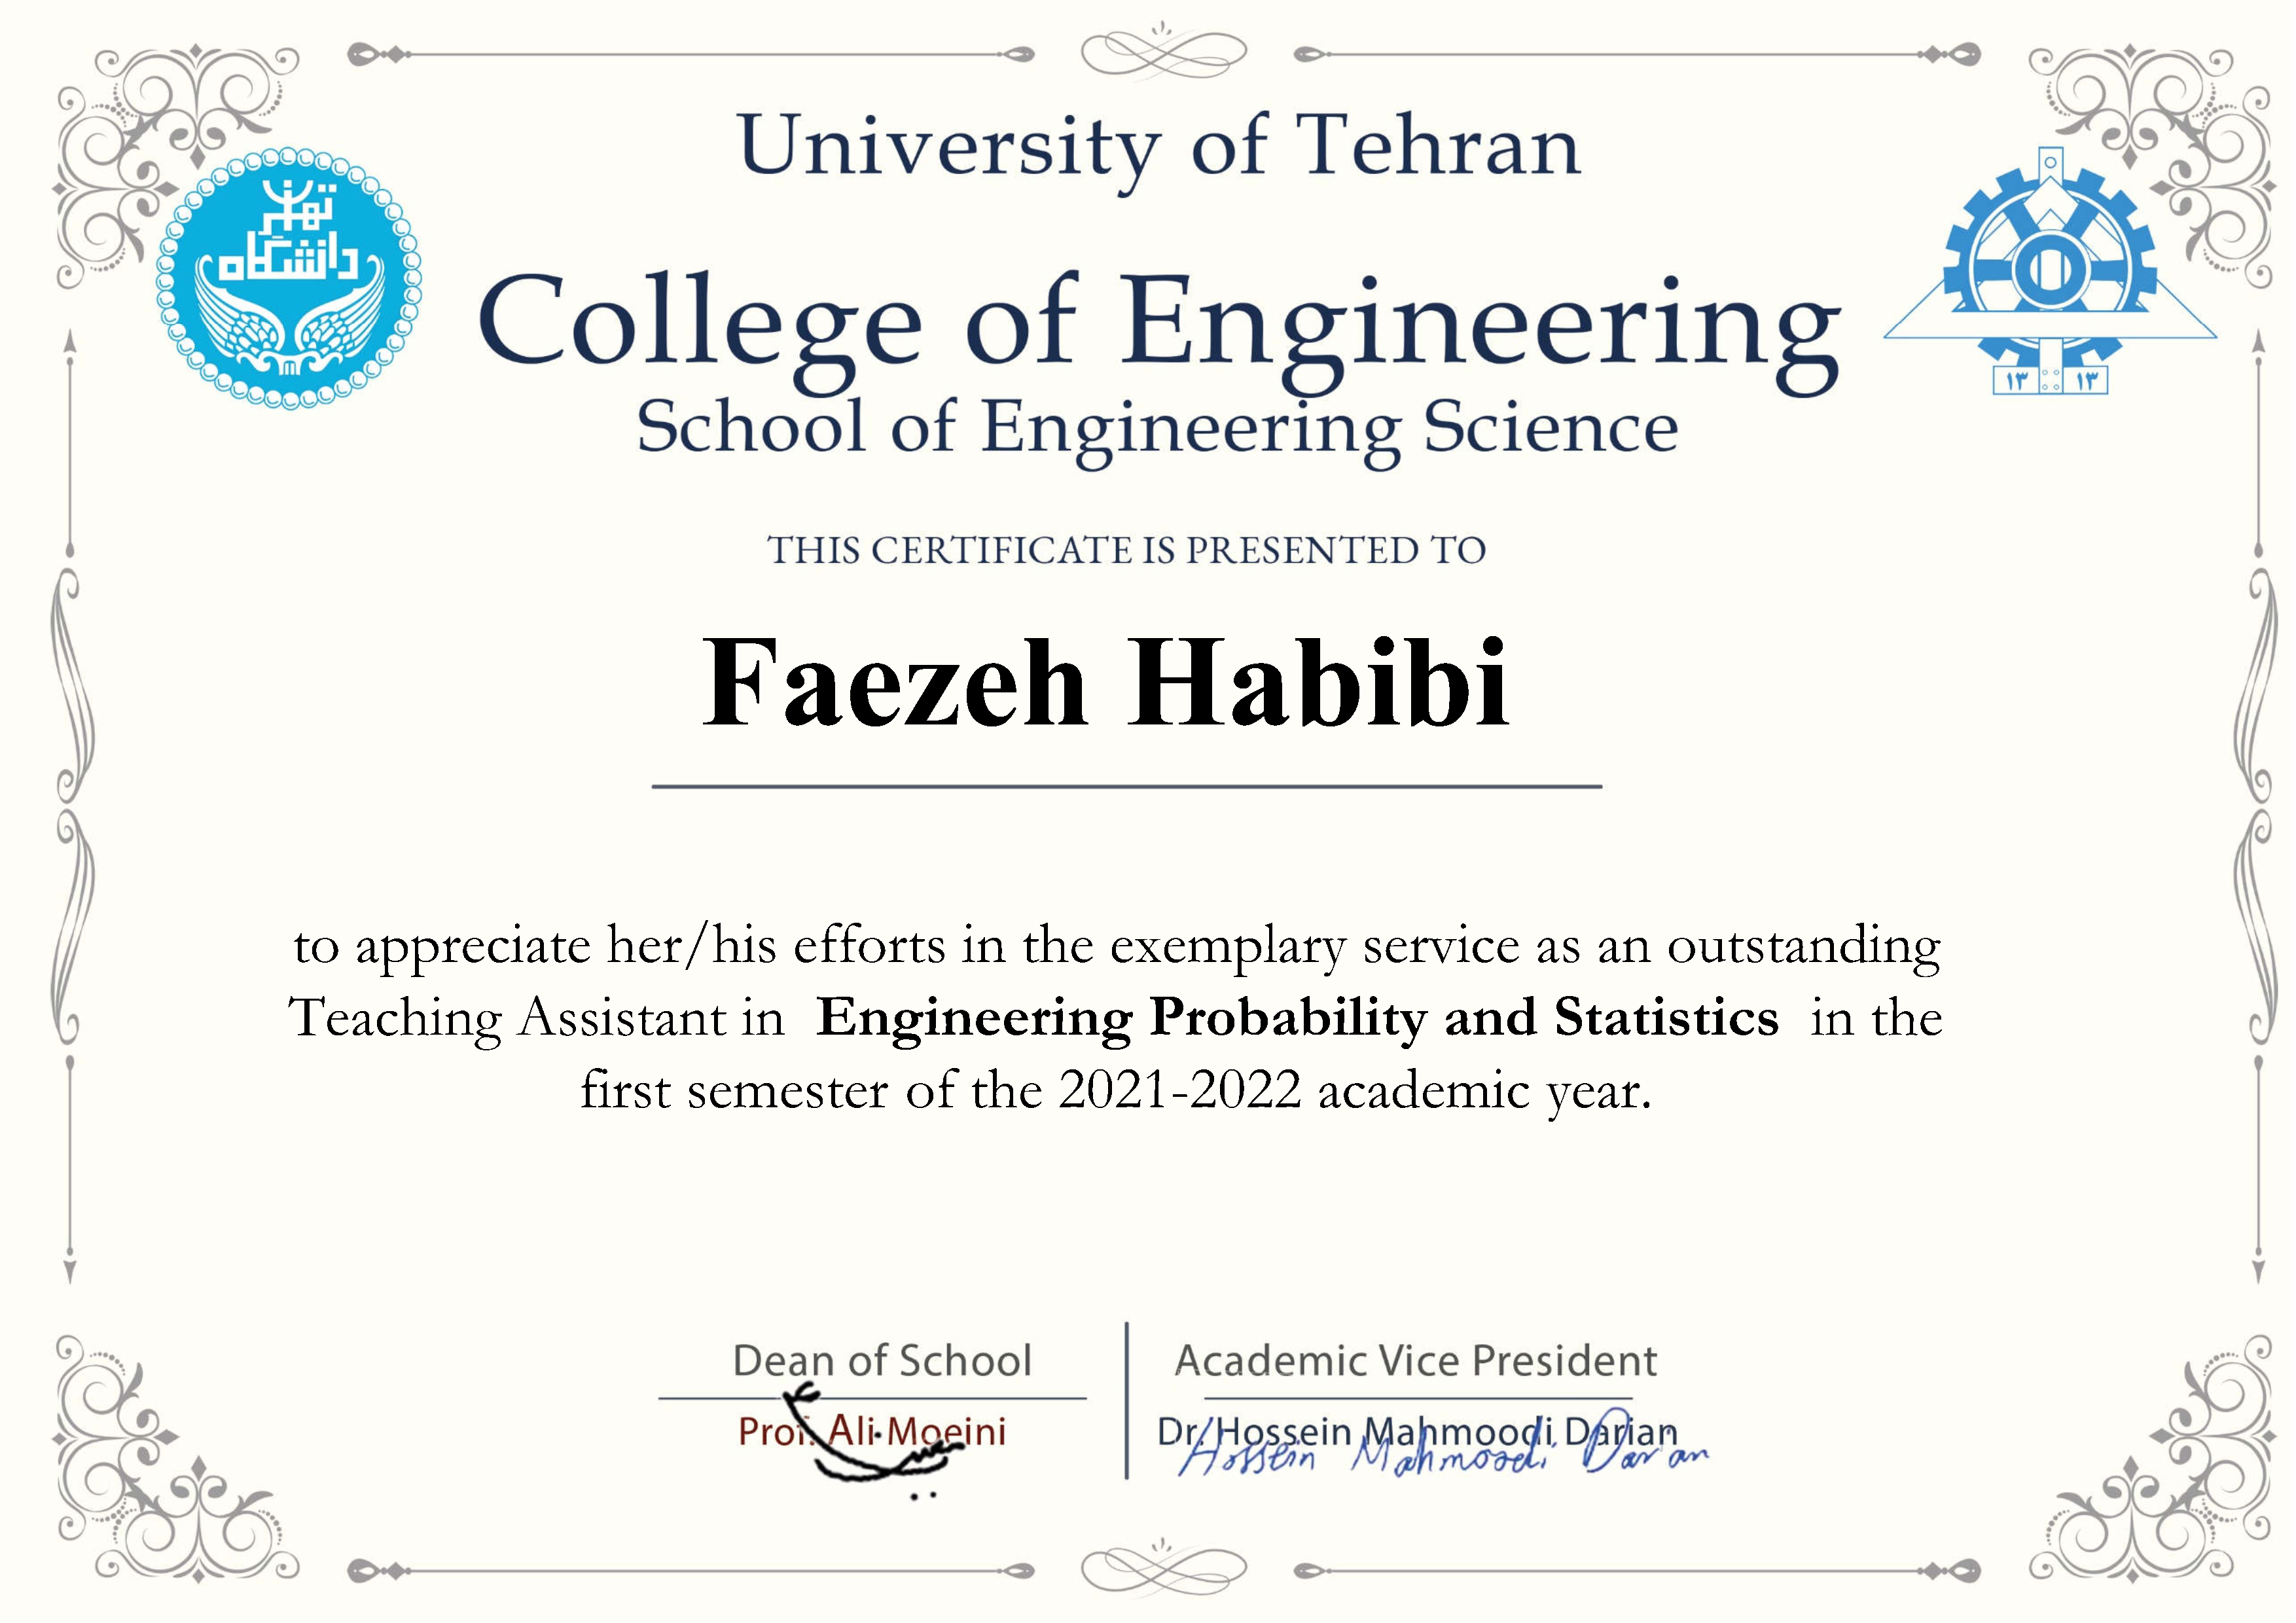 University of Tehran
دانشگاه تهران
College of Engineering
۱۳ ۱۳
School of Engineering Science
THIS CERTIFICATE IS PRESENTED TO
Faezeh Habibi
to appreciate her/his efforts in the exemplary service as an outstanding
Teaching Assistant in Engineering Probability and Statistics in the
first semester of the 2021-2022 academic year.
Dean of School
Prof. Ali Moeini
Academic Vice President
Dr. Hossein Mahmoodi Darian
Hossein Mahmoodi Darian